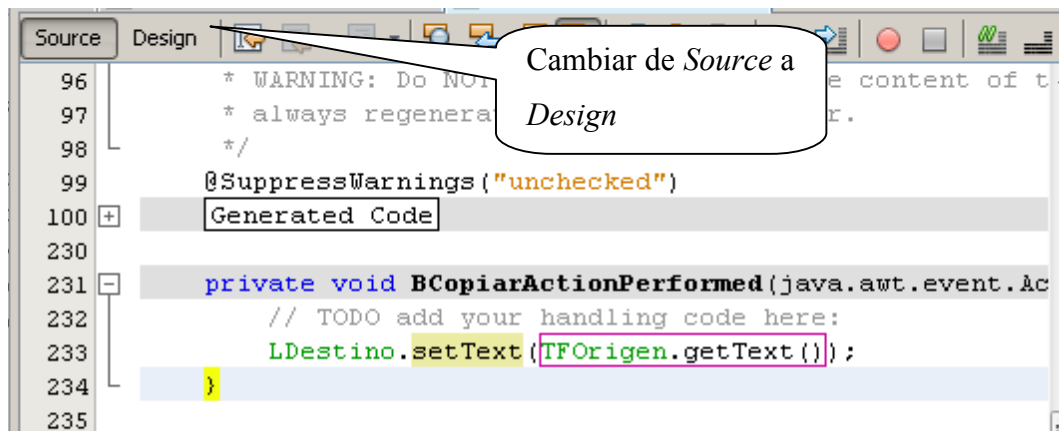 Source Design
Cambiar de Source a
Design
96 * WARNING: Do NOT e content of t
97 * always regenera r.
98 */
99 @SuppressWarnings("unchecked")
100 Generated Code
230
231 private void BCopiarActionPerformed(java.awt.event.Ac
232 // TODO add your handling code here:
233 LDestino.setText(TFOrigen.getText());
234 }
235